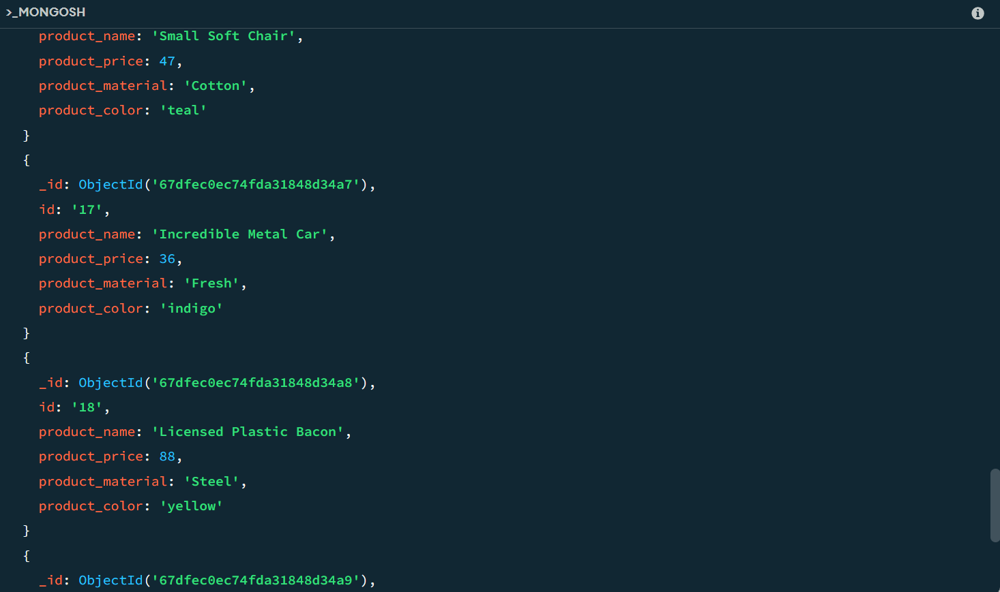 >_MONGOSH
product_name: 'Small Soft Chair',
product_price: 47,
product_material: 'Cotton',
product_color: 'teal'
}
{
_id: ObjectId('67dfec0ec74fda31848d34a7'),
id: '17',
product_name: 'Incredible Metal Car',
product_price: 36,
product_material: 'Fresh',
product_color: 'indigo'
}
{
_id: ObjectId('67dfec0ec74fda31848d34a8'),
id: '18',
product_name: 'Licensed Plastic Bacon',
product_price: 88,
product_material: 'Steel',
product_color: 'yellow'
}
{
_id: ObjectId('67dfec0ec74fda31848d34a9'),